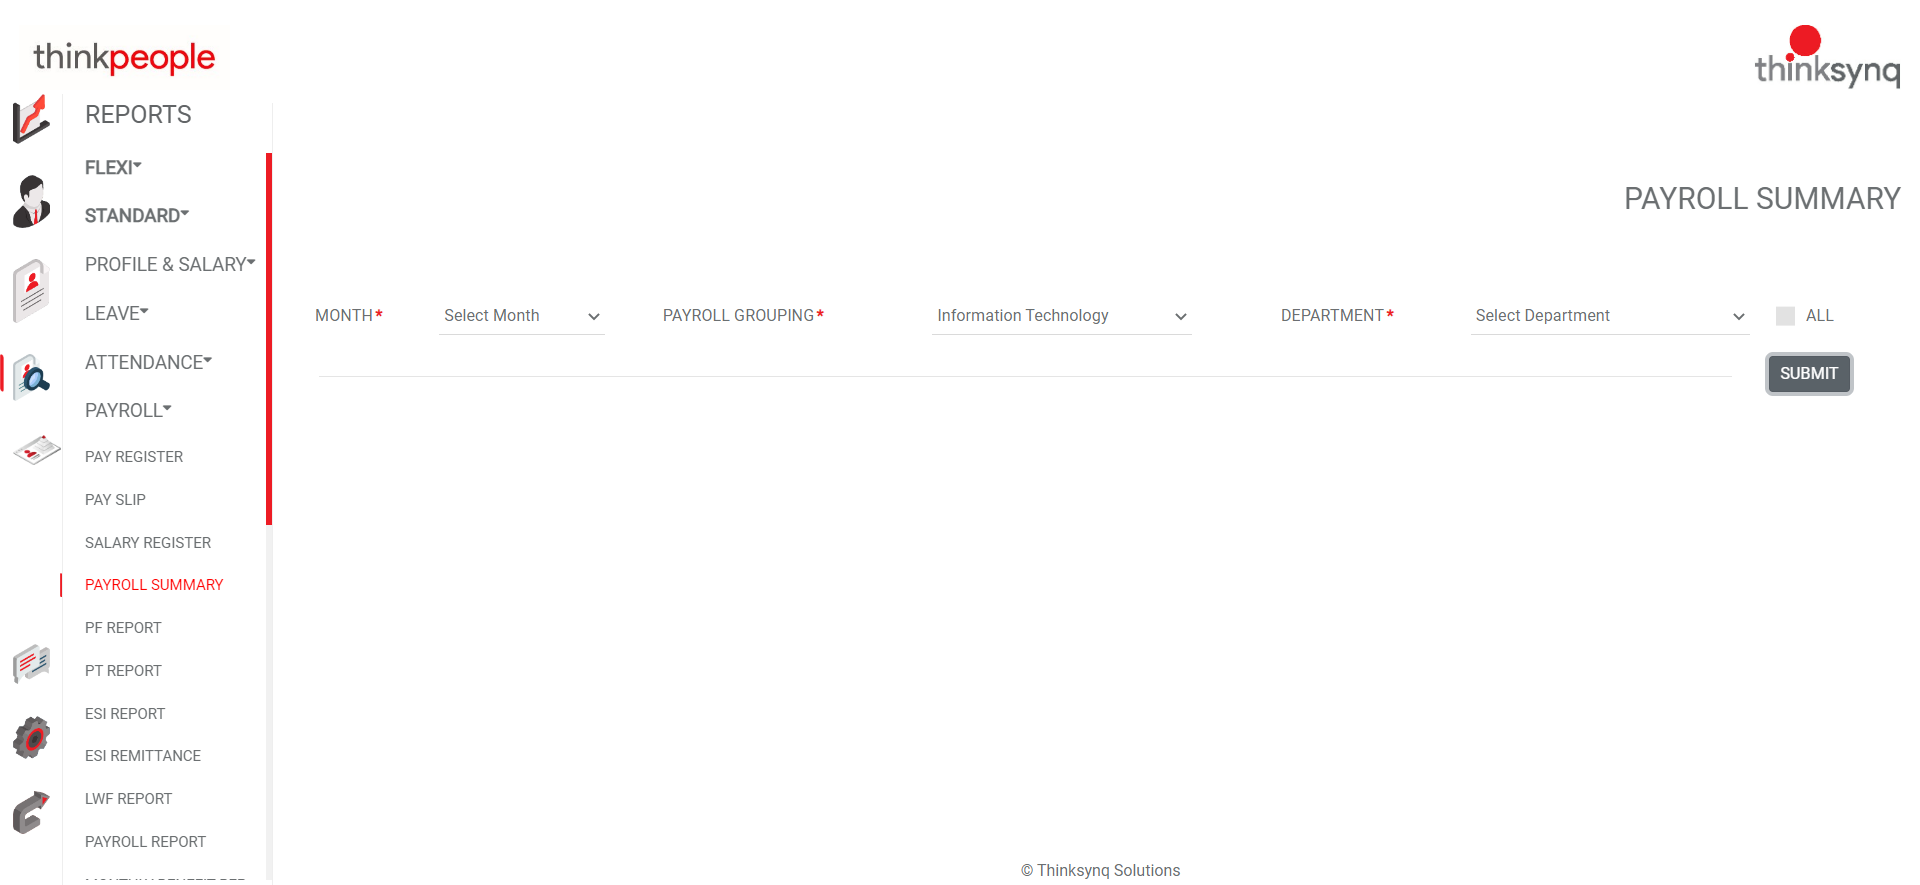 thinkpeople
thinksynq
REPORTS
FLEXI
STANDARD
PROFILE & SALARY
LEAVE
ATTENDANCE
PAYROLL
PAY REGISTER
PAY SLIP
SALARY REGISTER
PAYROLL SUMMARY
PF REPORT
PT REPORT
ESI REPORT
ESI REMITTANCE
LWF REPORT
PAYROLL REPORT
PAYROLL SUMMARY
MONTH* Select Month PAYROLL GROUPING* Information Technology DEPARTMENT* Select Department ALL
SUBMIT
© Thinksynq Solutions